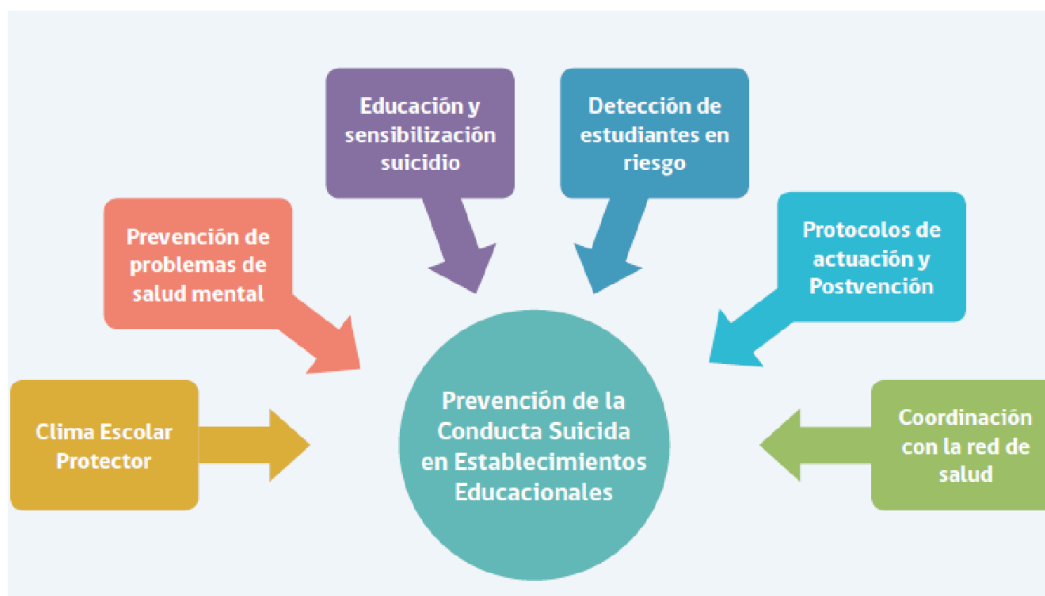 Educación y
sensibilización
suicidio
Detección de
estudiantes en
riesgo
Prevención de
problemas de
salud mental
Protocolos de
actuación y
Postvención
Clima Escolar
Protector
Prevención de la
Conducta Suicida
en Establecimientos
Educacionales
Coordinación
con la red de
salud